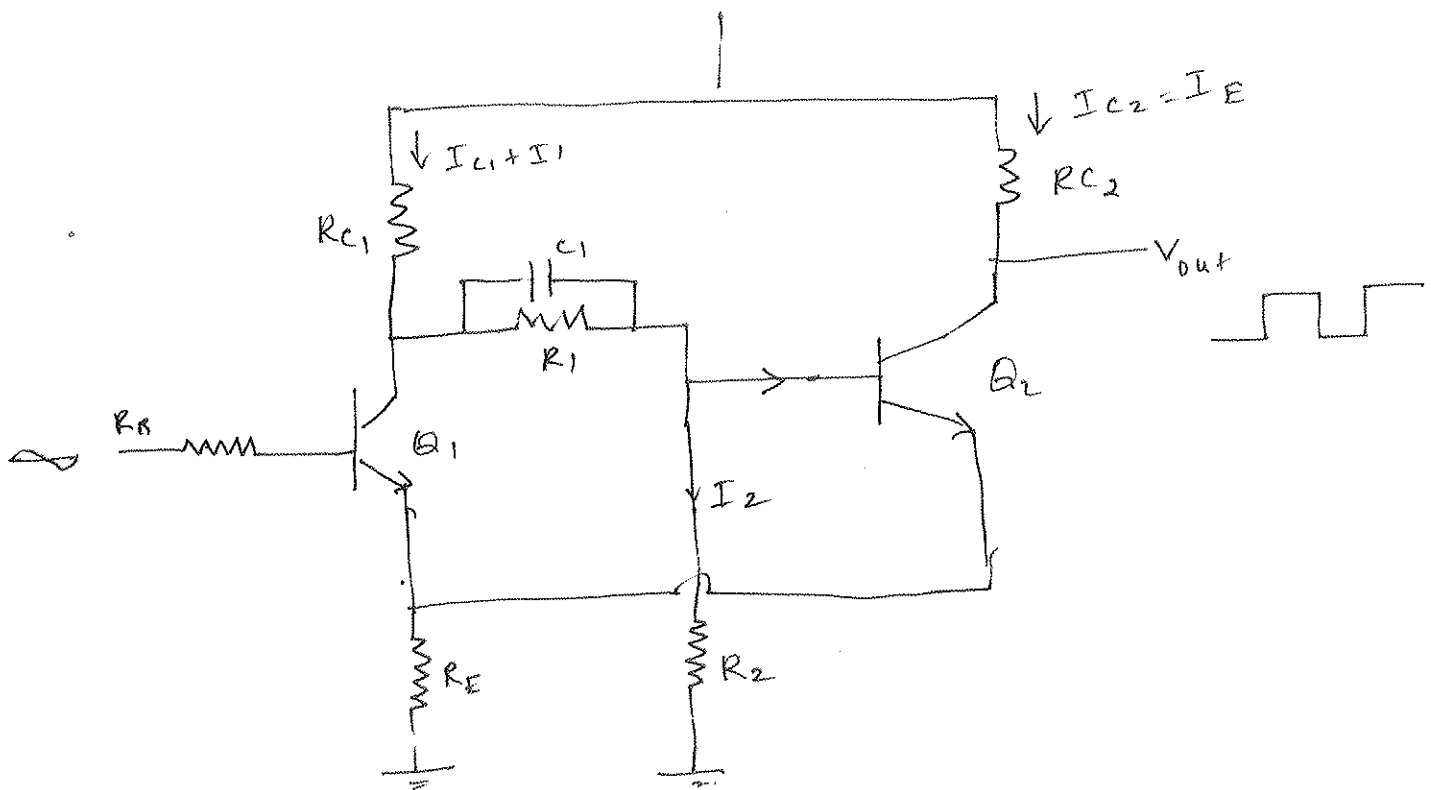 IC2 = IE
IC1 + I1
RC2
RC1
C1
Vout
R1
Q2
RB
Q1
I2
RE
R2